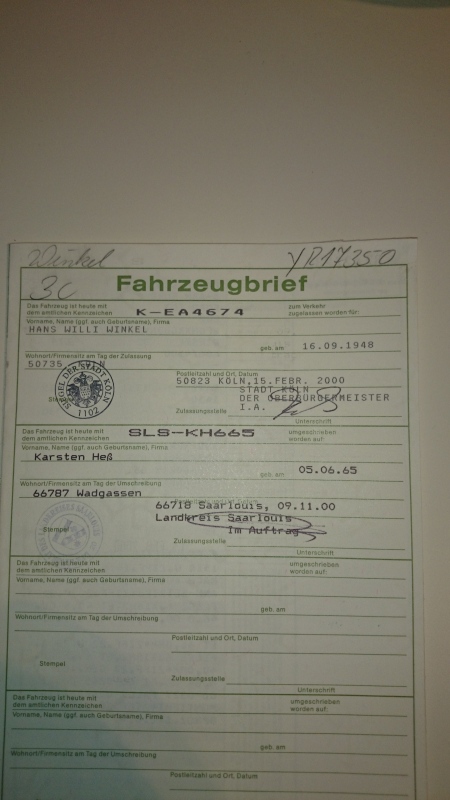 Winkel
YR17350
3c
Fahrzeugbrief
Das Fahrzeug ist heute mit dem amtlichen Kennzeichen K-EA4674 zum Verkehr zugelassen worden für:
Vorname, Name (ggf. auch Geburtsname), Firma
HANS WILLI WINKEL
geb. am 16.09.1948
Wohnort/Firmensitz am Tag der Zulassung
50735
Postleitzahl und Ort, Datum
50823 KÖLN,15.FEBR. 2000
STADT KÖLN
DER OBERBÜRGERMEISTER
Zulassungsstelle I.A.
Unterschrift
SIEGEL DER STADT KÖLN
1102
Das Fahrzeug ist heute mit dem amtlichen Kennzeichen SLS-KH665 umgeschrieben worden auf:
Vorname, Name (ggf. auch Geburtsname), Firma
Karsten Heß
geb. am 05.06.65
Wohnort/Firmensitz am Tag der Umschreibung
66787 Wadgassen
66718 Saarlouis, 09.11.00
Landkreis Saarlouis
Im Auftrag
Stempel
Zulassungsstelle
Unterschrift
Das Fahrzeug ist heute mit dem amtlichen Kennzeichen umgeschrieben worden auf:
Vorname, Name (ggf. auch Geburtsname), Firma
geb. am
Wohnort/Firmensitz am Tag der Umschreibung
Postleitzahl und Ort, Datum
Stempel
Zulassungsstelle
Unterschrift
Das Fahrzeug ist heute mit dem amtlichen Kennzeichen umgeschrieben worden auf:
Vorname, Name (ggf. auch Geburtsname), Firma
geb. am
Wohnort/Firmensitz am Tag der Umschreibung
Postleitzahl und Ort, Datum